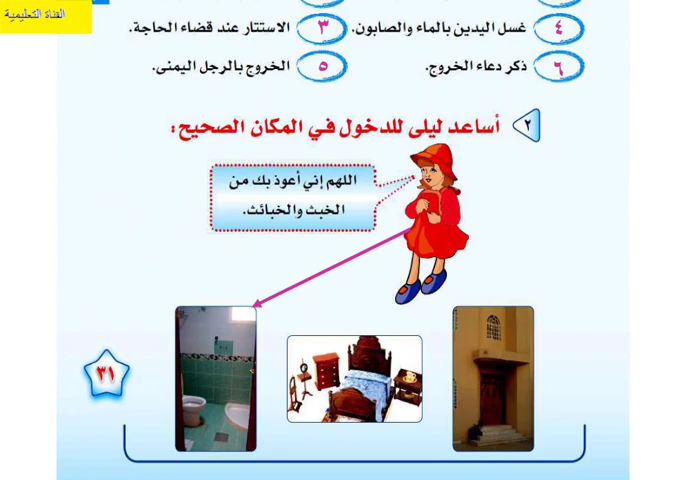 القناة التعليمية
٣ الاستتار عند قضاء الحاجة.
٤ غسل اليدين بالماء والصابون.
٥ الخروج بالرجل اليمنى.
٦ ذكر دعاء الخروج.
٢ أساعد ليلى للدخول في المكان الصحيح:
اللهم إني أعوذ بك من
الخبث والخبائث.
٣١